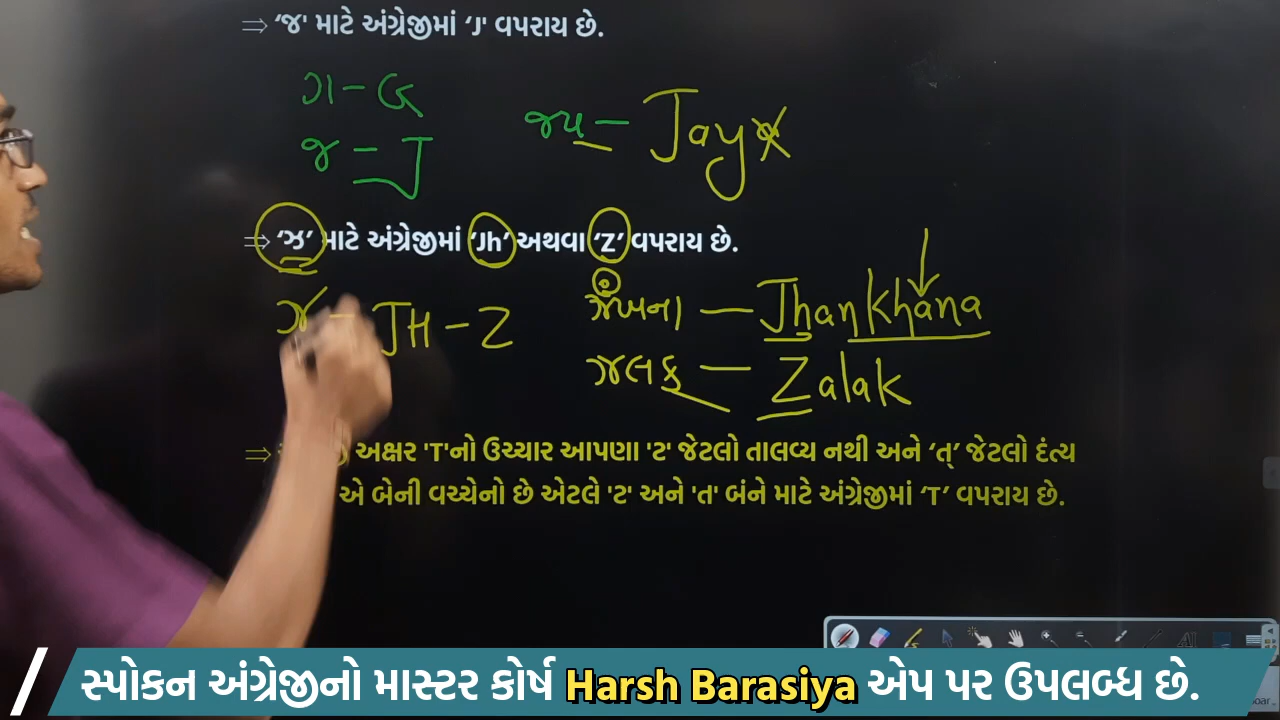 ⇒ 'જ' માટે અંગ્રેજીમાં 'J' વપરાય છે.
ગ - G
જ - J
જય - Jay
⇒ 'ઝ' માટે અંગ્રેજીમાં 'Jh' અથવા 'Z' વપરાય છે.
ઝ - JH - Z
ઝંખના - Jhankhana
ઝલક - Zalak
⇒ અક્ષર 'T'નો ઉચ્ચાર આપણા 'ટ' જેટલો તાલવ્ય નથી અને 'ત્' જેટલો દંત્ય
એ બેની વચ્ચેનો છે એટલે 'ટ' અને 'ત' બંને માટે અંગ્રેજીમાં 'T' વપરાય છે.
સ્પોકન અંગ્રેજીનો માસ્ટર કોર્ષ Harsh Barasiya એપ પર ઉપલબ્ધ છે.